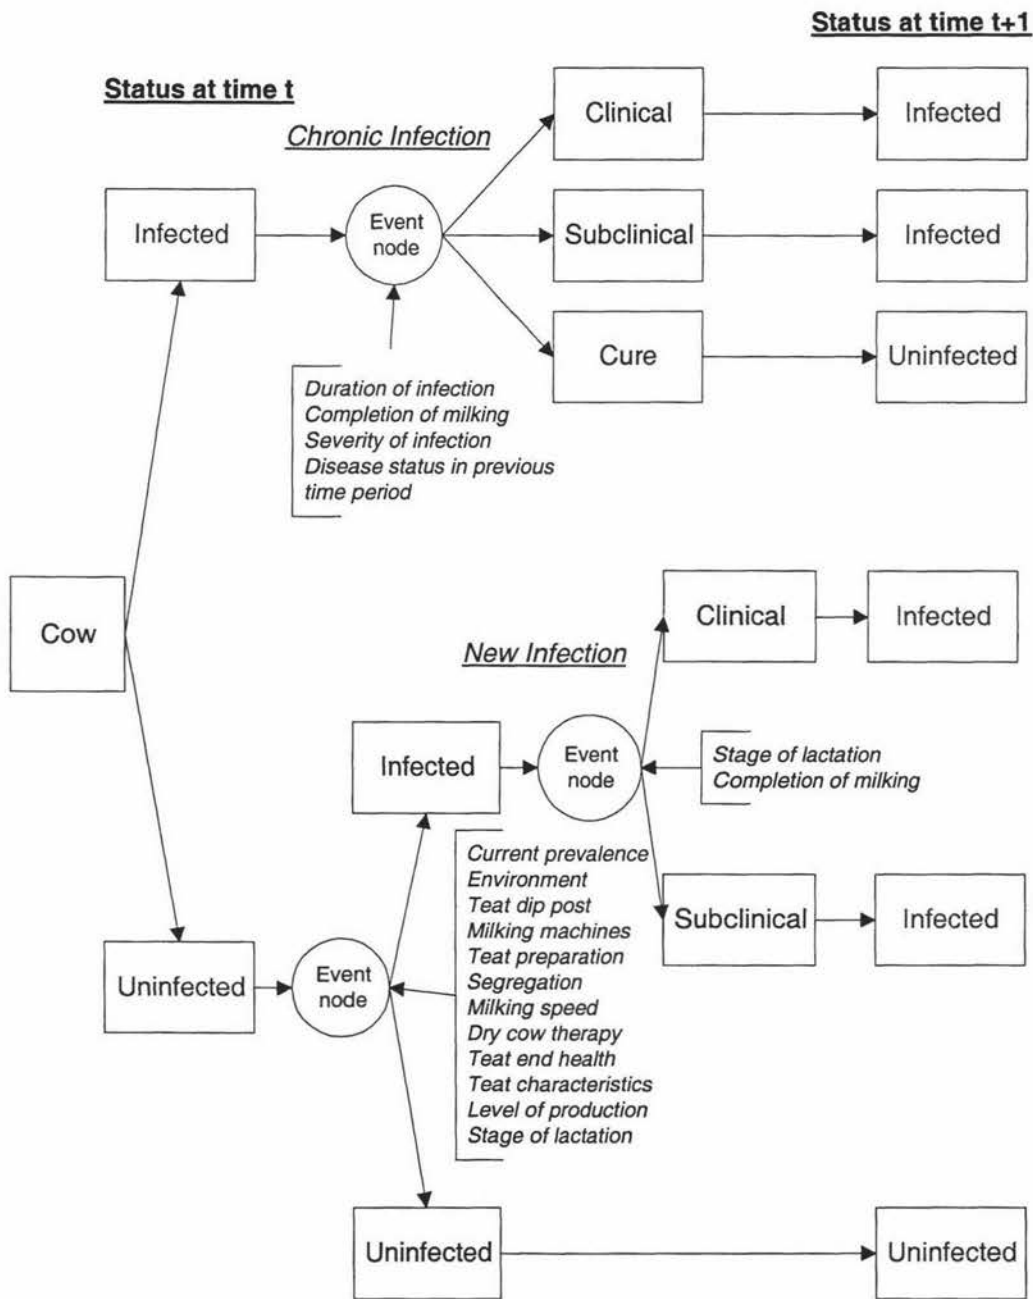 Status at time t+1
Status at time t
Chronic Infection
Clinical
Infected
Infected
Event
node
Subclinical
Infected
Cure
Uninfected
Duration of infection
Completion of milking
Severity of infection
Disease status in previous
time period
Cow
New Infection
Clinical
Infected
Infected
Event
node
Stage of lactation
Completion of milking
Current prevalence
Environment
Teat dip post
Milking machines
Teat preparation
Segregation
Milking speed
Dry cow therapy
Teat end health
Teat characteristics
Level of production
Stage of lactation
Subclinical
Infected
Uninfected
Event
node
Uninfected
Uninfected